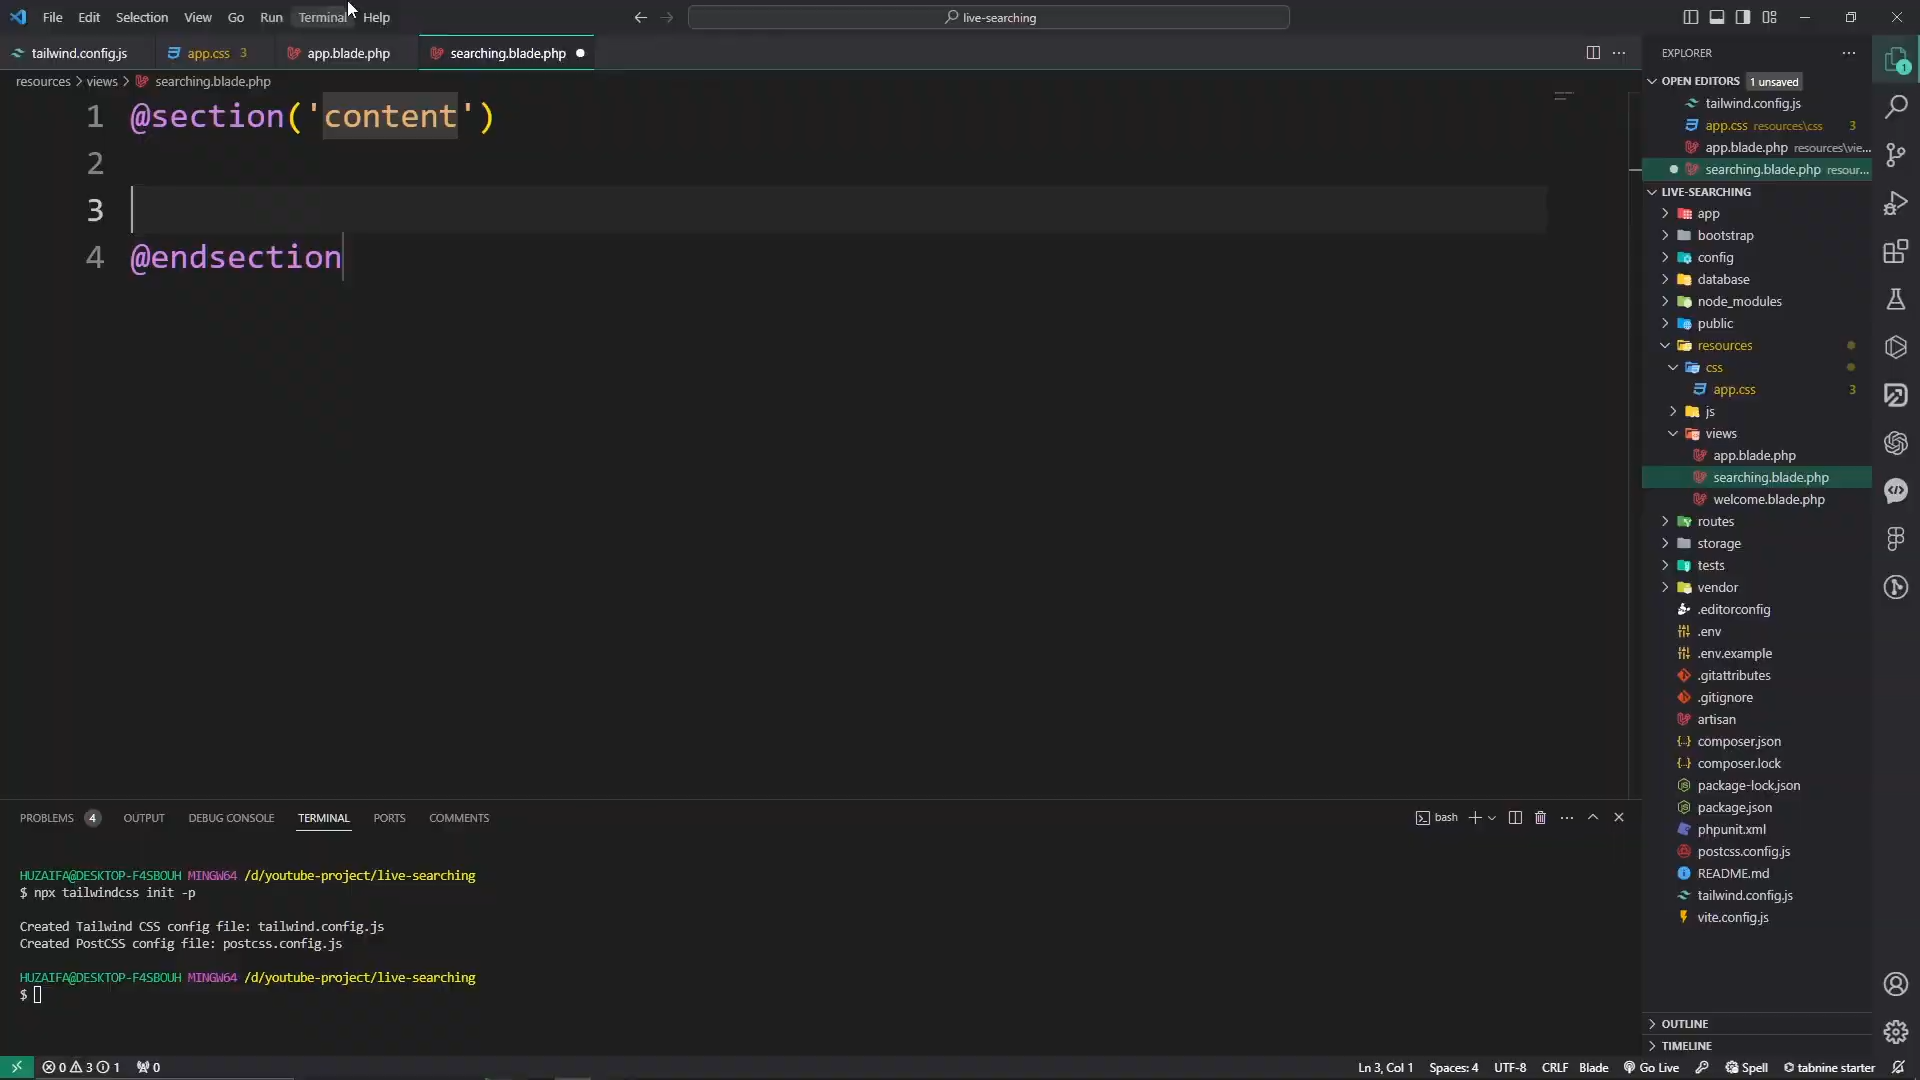 File Edit Selection View Go Run Terminal Help
live-searching
tailwind.config.js
app.css 3
app.blade.php
searching.blade.php
resources > views > searching.blade.php
1 @section('content')
2
3
4 @endsection
EXPLORER
OPEN EDITORS 1 unsaved
tailwind.config.js
app.css resources\css 3
app.blade.php resources\vie...
searching.blade.php resour...
LIVE-SEARCHING
app
bootstrap
config
database
node_modules
public
resources
css
app.css 3
js
views
app.blade.php
searching.blade.php
welcome.blade.php
routes
storage
tests
vendor
.editorconfig
.env
.env.example
.gitattributes
.gitignore
artisan
composer.json
composer.lock
package-lock.json
package.json
phpunit.xml
postcss.config.js
README.md
tailwind.config.js
vite.config.js
OUTLINE
TIMELINE
1
PROBLEMS 4 OUTPUT DEBUG CONSOLE TERMINAL PORTS COMMENTS
bash
HUZAIFA@DESKTOP-F4SBOUH MINGW64 /d/youtube-project/live-searching
$ npx tailwindcss init -p
Created Tailwind CSS config file: tailwind.config.js
Created PostCSS config file: postcss.config.js
HUZAIFA@DESKTOP-F4SBOUH MINGW64 /d/youtube-project/live-searching
$
0 3 1 0
Ln 3, Col 1 Spaces: 4 UTF-8 CRLF Blade Go Live Spell tabnine starter